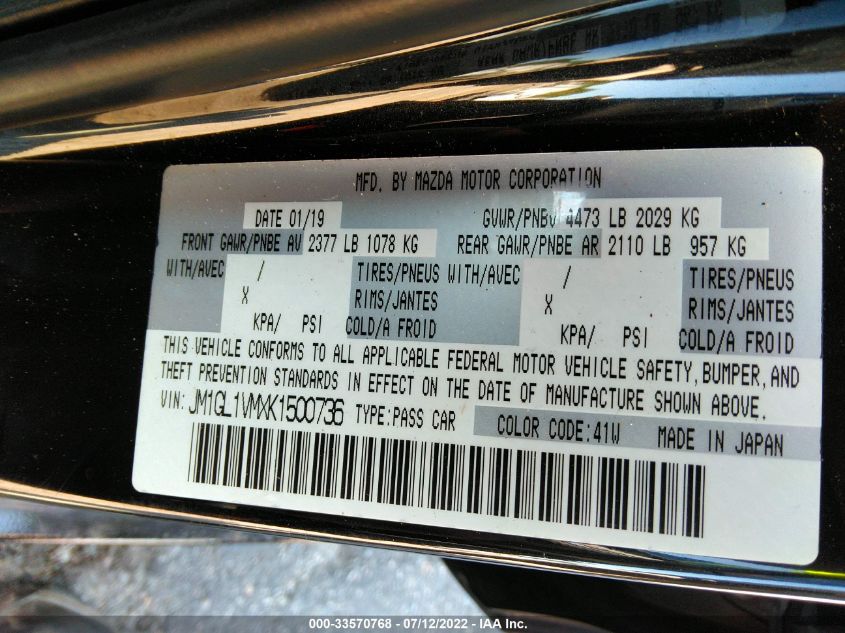 MFD. BY MAZDA MOTOR CORPORATION
DATE 01/19 GVWR/PNBV 4473 LB 2029 KG
FRONT GAWR/PNBE AV 2377 LB 1078 KG REAR GAWR/PNBE AR 2110 LB 957 KG
WITH/AVEC / TIRES/PNEUS WITH/AVEC / TIRES/PNEUS
X RIMS/JANTES X RIMS/JANTES
KPA/ PSI COLD/A FROID KPA/ PSI COLD/A FROID
THIS VEHICLE CONFORMS TO ALL APPLICABLE FEDERAL MOTOR VEHICLE SAFETY, BUMPER, AND
THEFT PREVENTION STANDARDS IN EFFECT ON THE DATE OF MANUFACTURE SHOWN ABOVE.
VIN: JM1GL1VMXK1500736 TYPE:PASS CAR COLOR CODE:41W MADE IN JAPAN
000-33570768 - 07/12/2022 - IAA Inc.